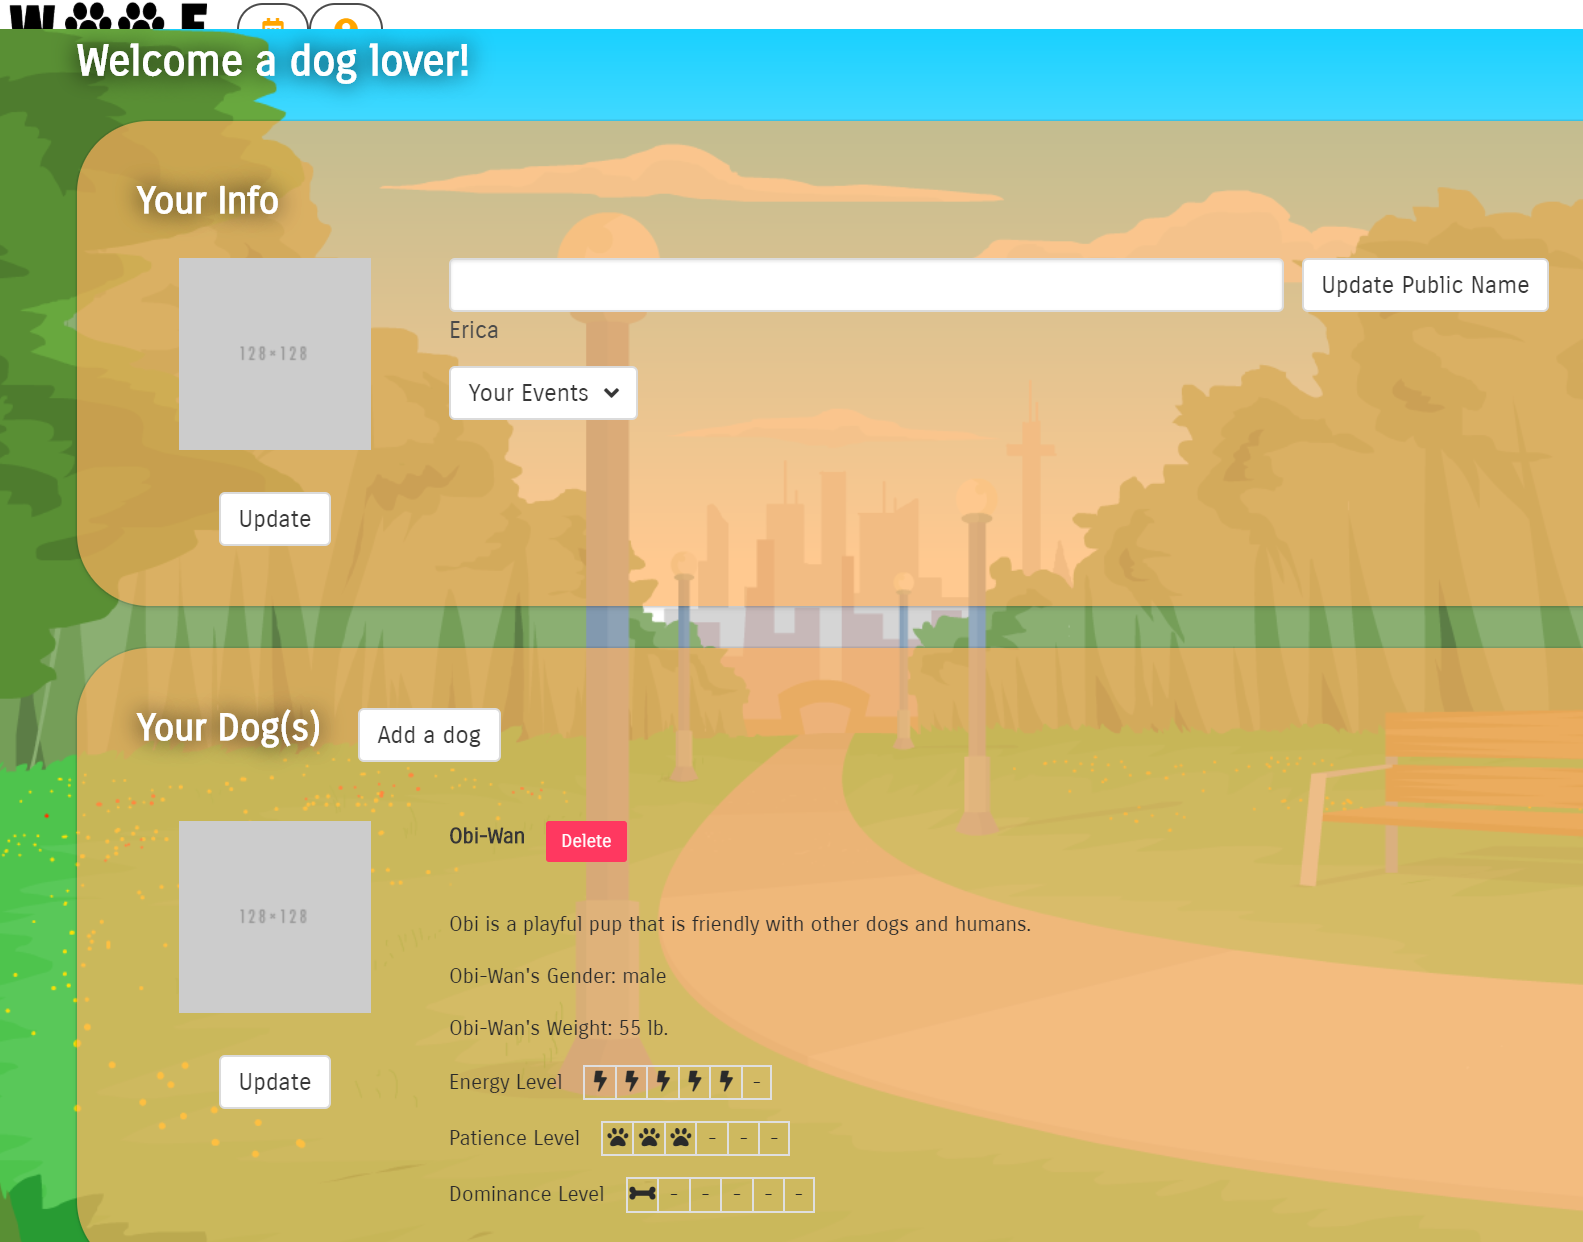 Welcome a dog lover!
Your Info
128×128
Update Public Name
Erica
Your Events
Update
Your Dog(s)
Add a dog
128×128
Obi-Wan
Delete
Obi is a playful pup that is friendly with other dogs and humans.
Obi-Wan's Gender: male
Obi-Wan's Weight: 55 lb.
Update
Energy Level -
Patience Level - - -
Dominance Level - - - - -